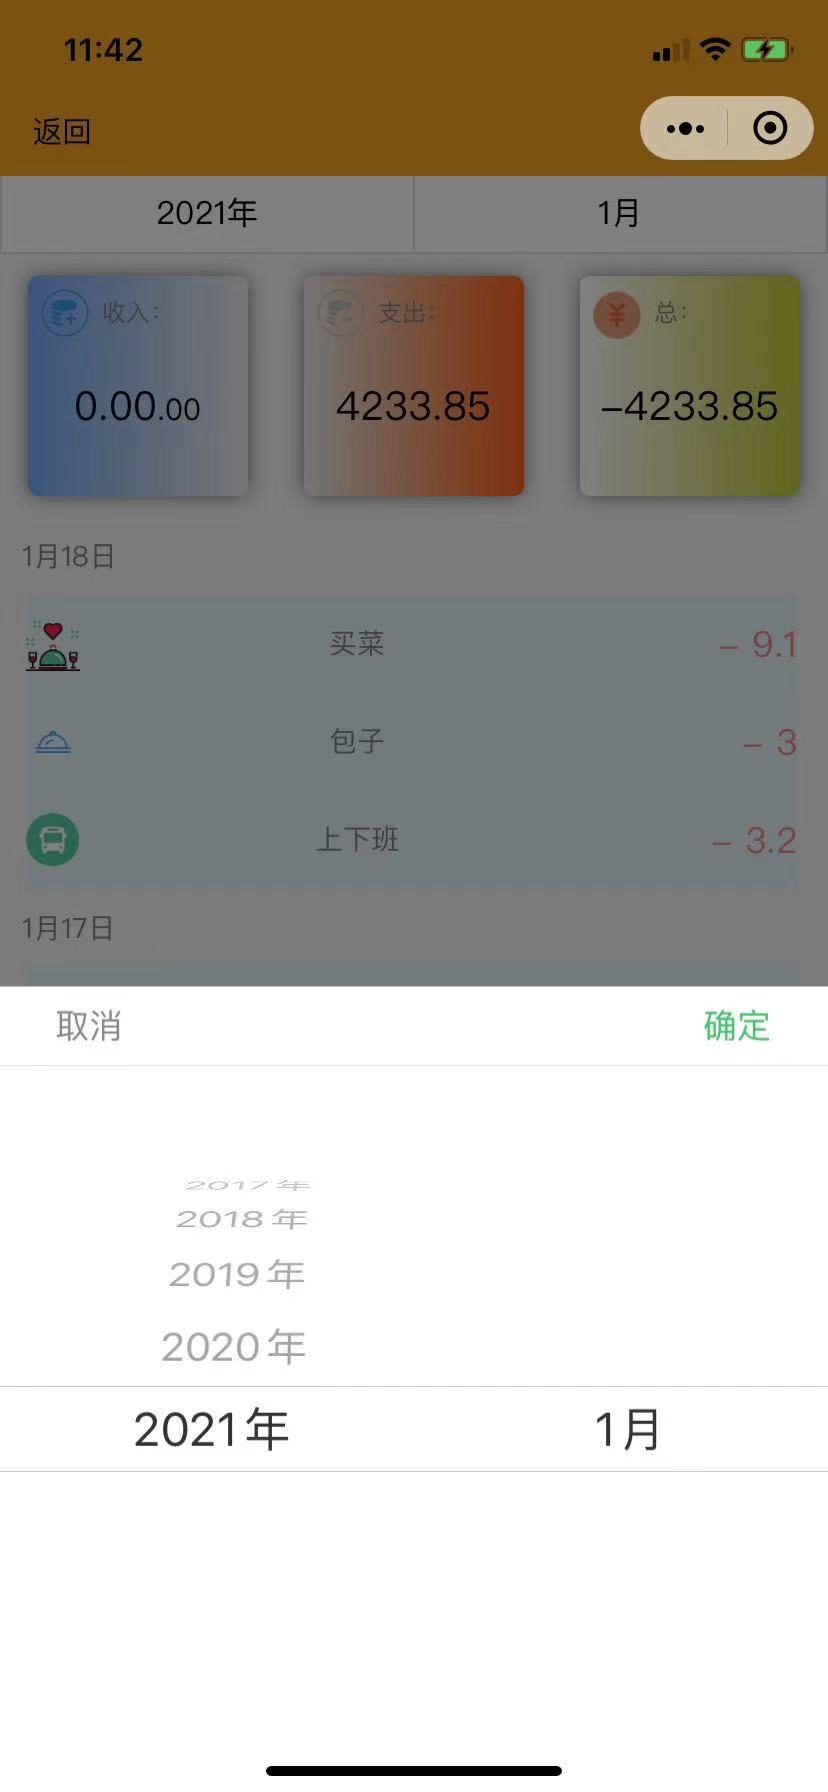 11:42
返回
2021年 1月
收入: 支出: 总:
0.00.00 4233.85 -4233.85
1月18日
买菜 - 9.1
包子 - 3
上下班 - 3.2
1月17日
取消 确定
2017年
2018年
2019年
2020年
2021年 1月